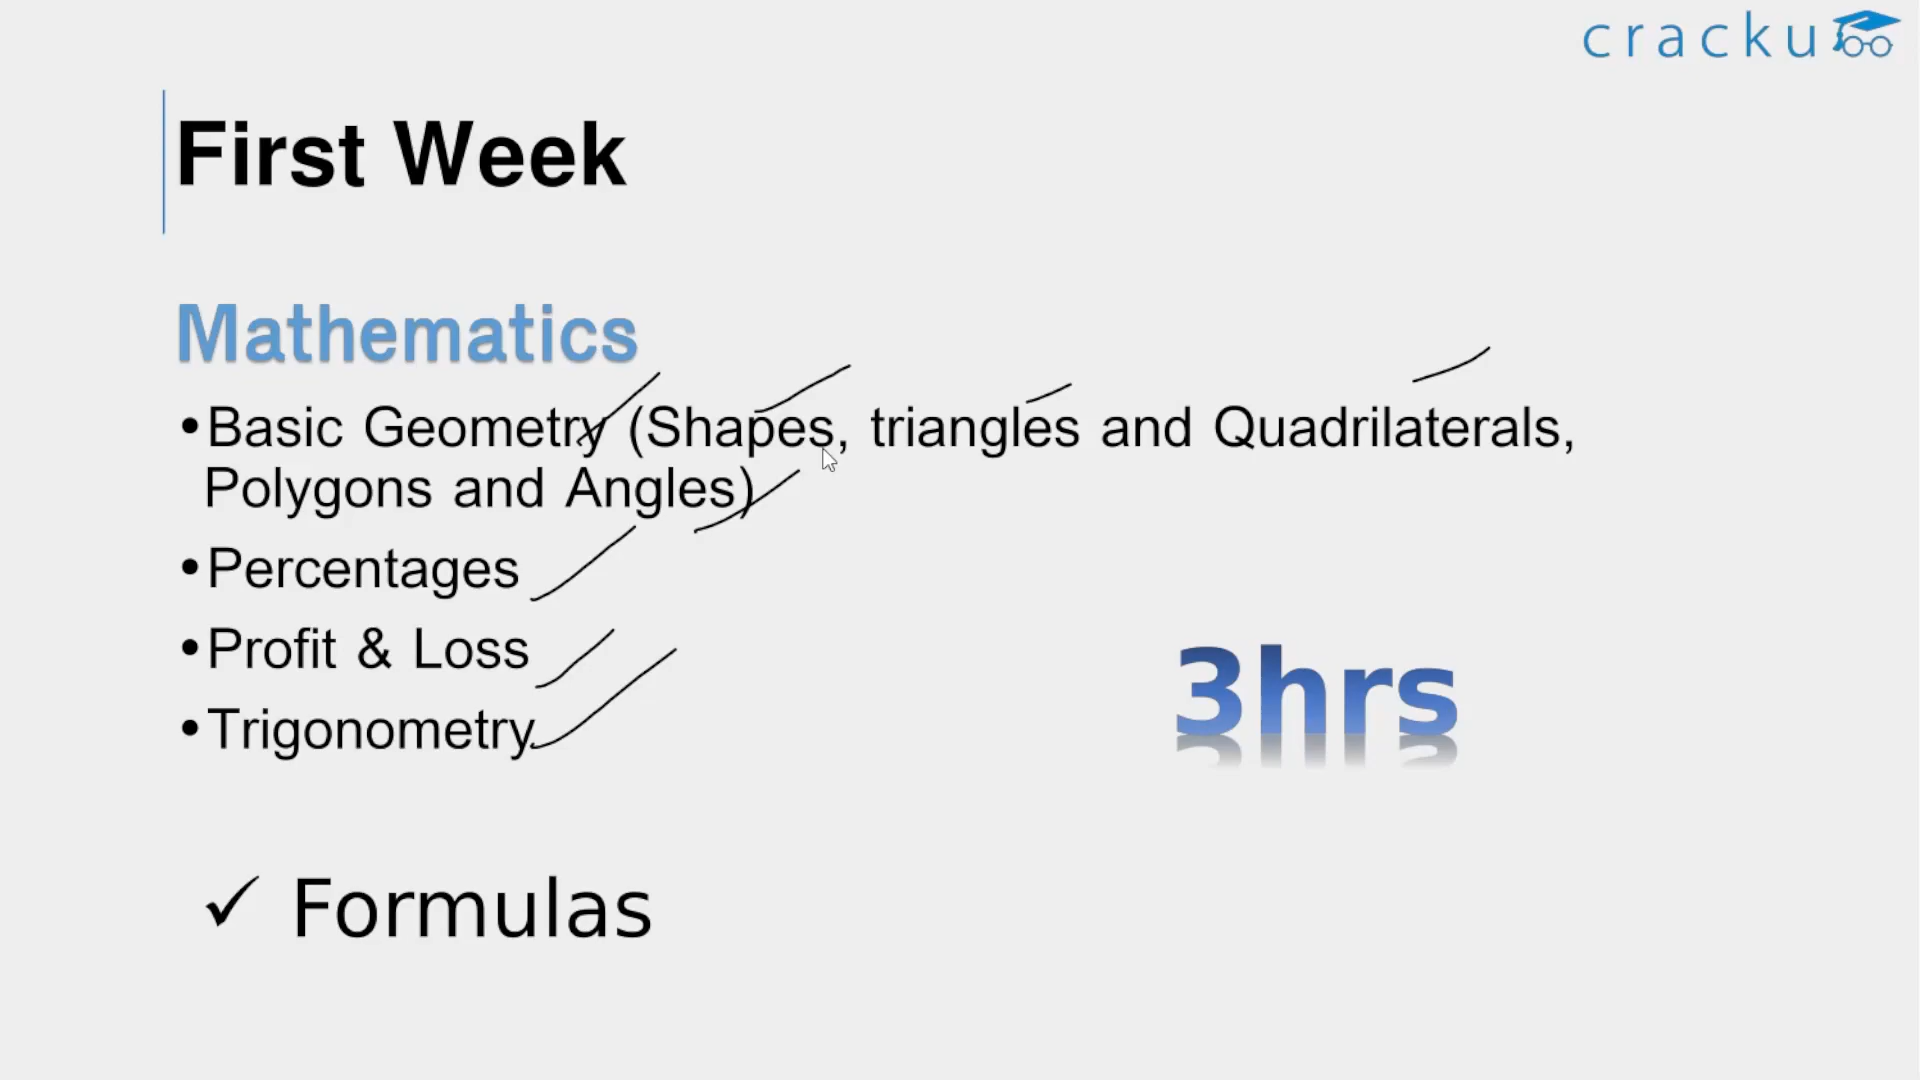 cracku
First Week
Mathematics
•Basic Geometry (Shapes, triangles and Quadrilaterals,
Polygons and Angles)
•Percentages
•Profit & Loss
•Trigonometry
3hrs
✓ Formulas